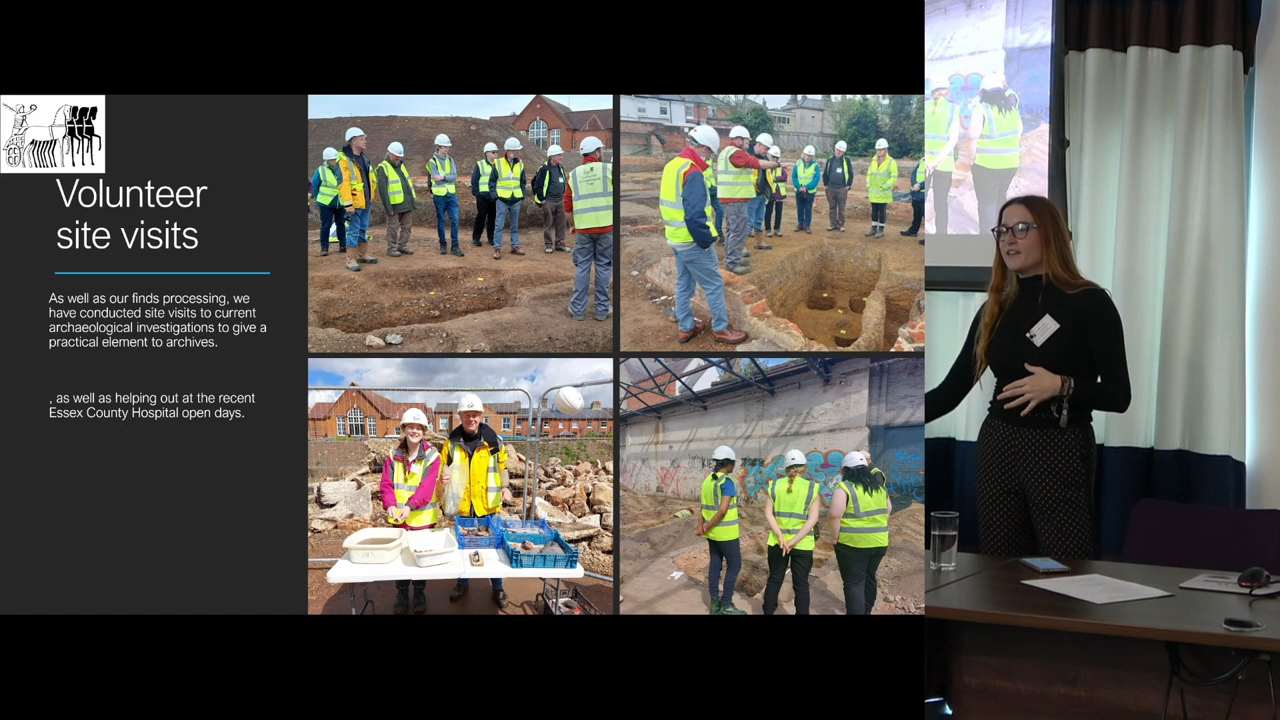 Volunteer
site visits
As well as our finds processing, we
have conducted site visits to current
archaeological investigations to give a
practical element to archives.
, as well as helping out at the recent
Essex County Hospital open days.